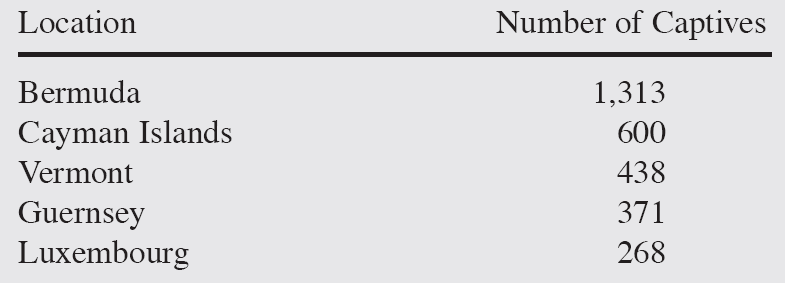 Location Number of Captives
Bermuda 1,313
Cayman Islands 600
Vermont 438
Guernsey 371
Luxembourg 268